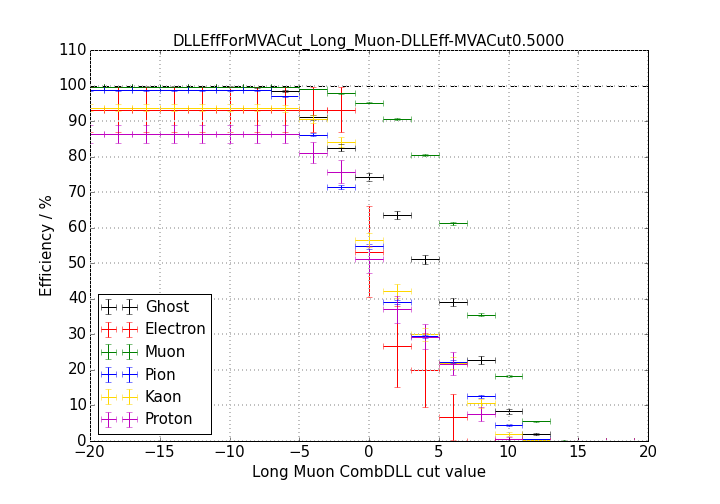 DLLEffForMVACut_Long_Muon-DLLEff-MVACut0.5000
110
100
90
80
70
60
50
40
30
20
10
0
Efficiency / %
Ghost
Electron
Muon
Pion
Kaon
Proton
−20 −15 −10 −5 0 5 10 15 20
Long Muon CombDLL cut value